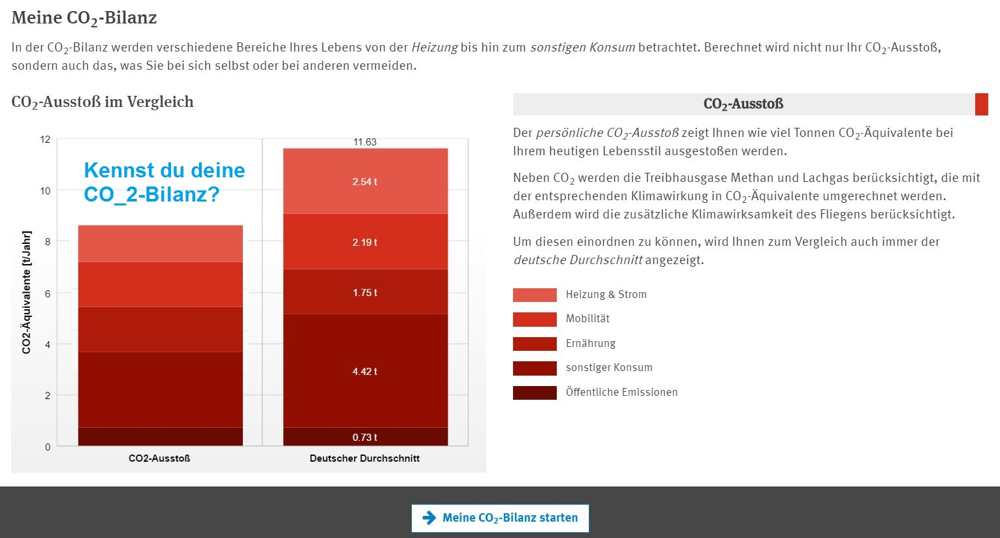 Meine CO₂-Bilanz
In der CO₂-Bilanz werden verschiedene Bereiche Ihres Lebens von der Heizung bis hin zum sonstigen Konsum betrachtet. Berechnet wird nicht nur Ihr CO₂-Ausstoß,
sondern auch das, was Sie bei sich selbst oder bei anderen vermeiden.
CO₂-Ausstoß im Vergleich
12
10
8
6
4
2
0
CO2-Äquivalente [t/Jahr]
Kennst du deine
CO_2-Bilanz?
11.63
2.54 t
2.19 t
1.75 t
4.42 t
0.73 t
CO2-Ausstoß
Deutscher Durchschnitt
CO₂-Ausstoß
Der persönliche CO₂-Ausstoß zeigt Ihnen wie viel Tonnen CO₂-Äquivalente bei
Ihrem heutigen Lebensstil ausgestoßen werden.
Neben CO₂ werden die Treibhausgase Methan und Lachgas berücksichtigt, die mit
der entsprechenden Klimawirkung in CO₂-Äquivalente umgerechnet werden.
Außerdem wird die zusätzliche Klimawirksamkeit des Fliegens berücksichtigt.
Um diesen einordnen zu können, wird Ihnen zum Vergleich auch immer der
deutsche Durchschnitt angezeigt.
Heizung & Strom
Mobilität
Ernährung
sonstiger Konsum
Öffentliche Emissionen
Meine CO₂-Bilanz starten